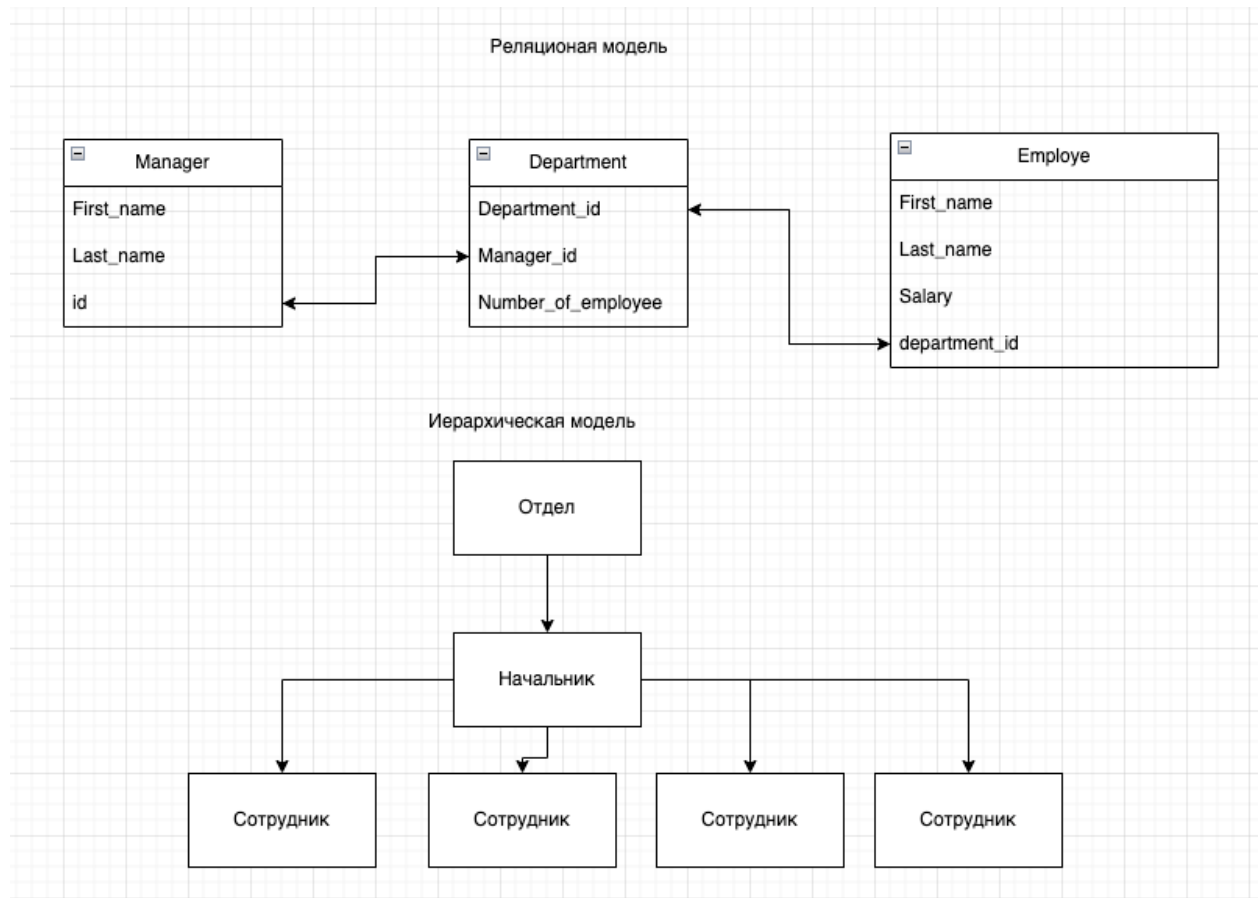 Реляционая модель
Manager
First_name
Last_name
id
Department
Department_id
Manager_id
Number_of_employee
Employe
First_name
Last_name
Salary
department_id
Иерархическая модель
Отдел
Начальник
Сотрудник
Сотрудник
Сотрудник
Сотрудник